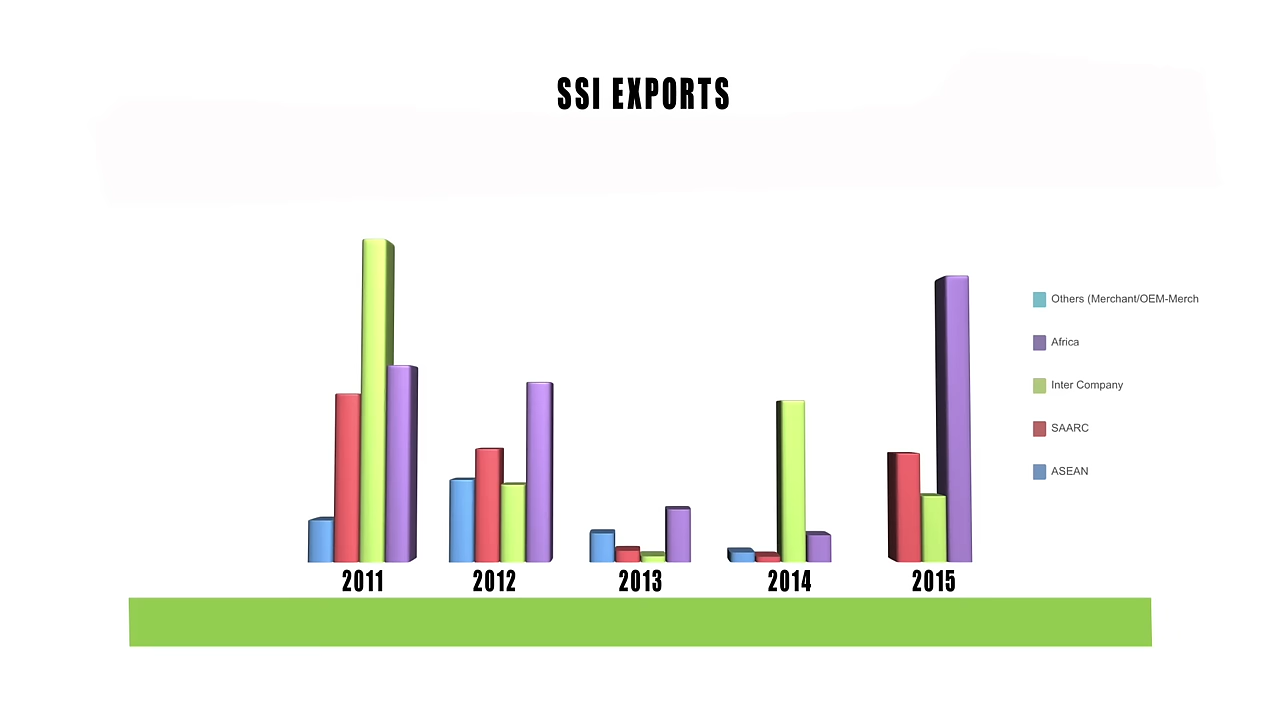 SSI EXPORTS
Others (Merchant/OEM-Merch
Africa
Inter Company
SAARC
ASEAN
2011 2012 2013 2014 2015